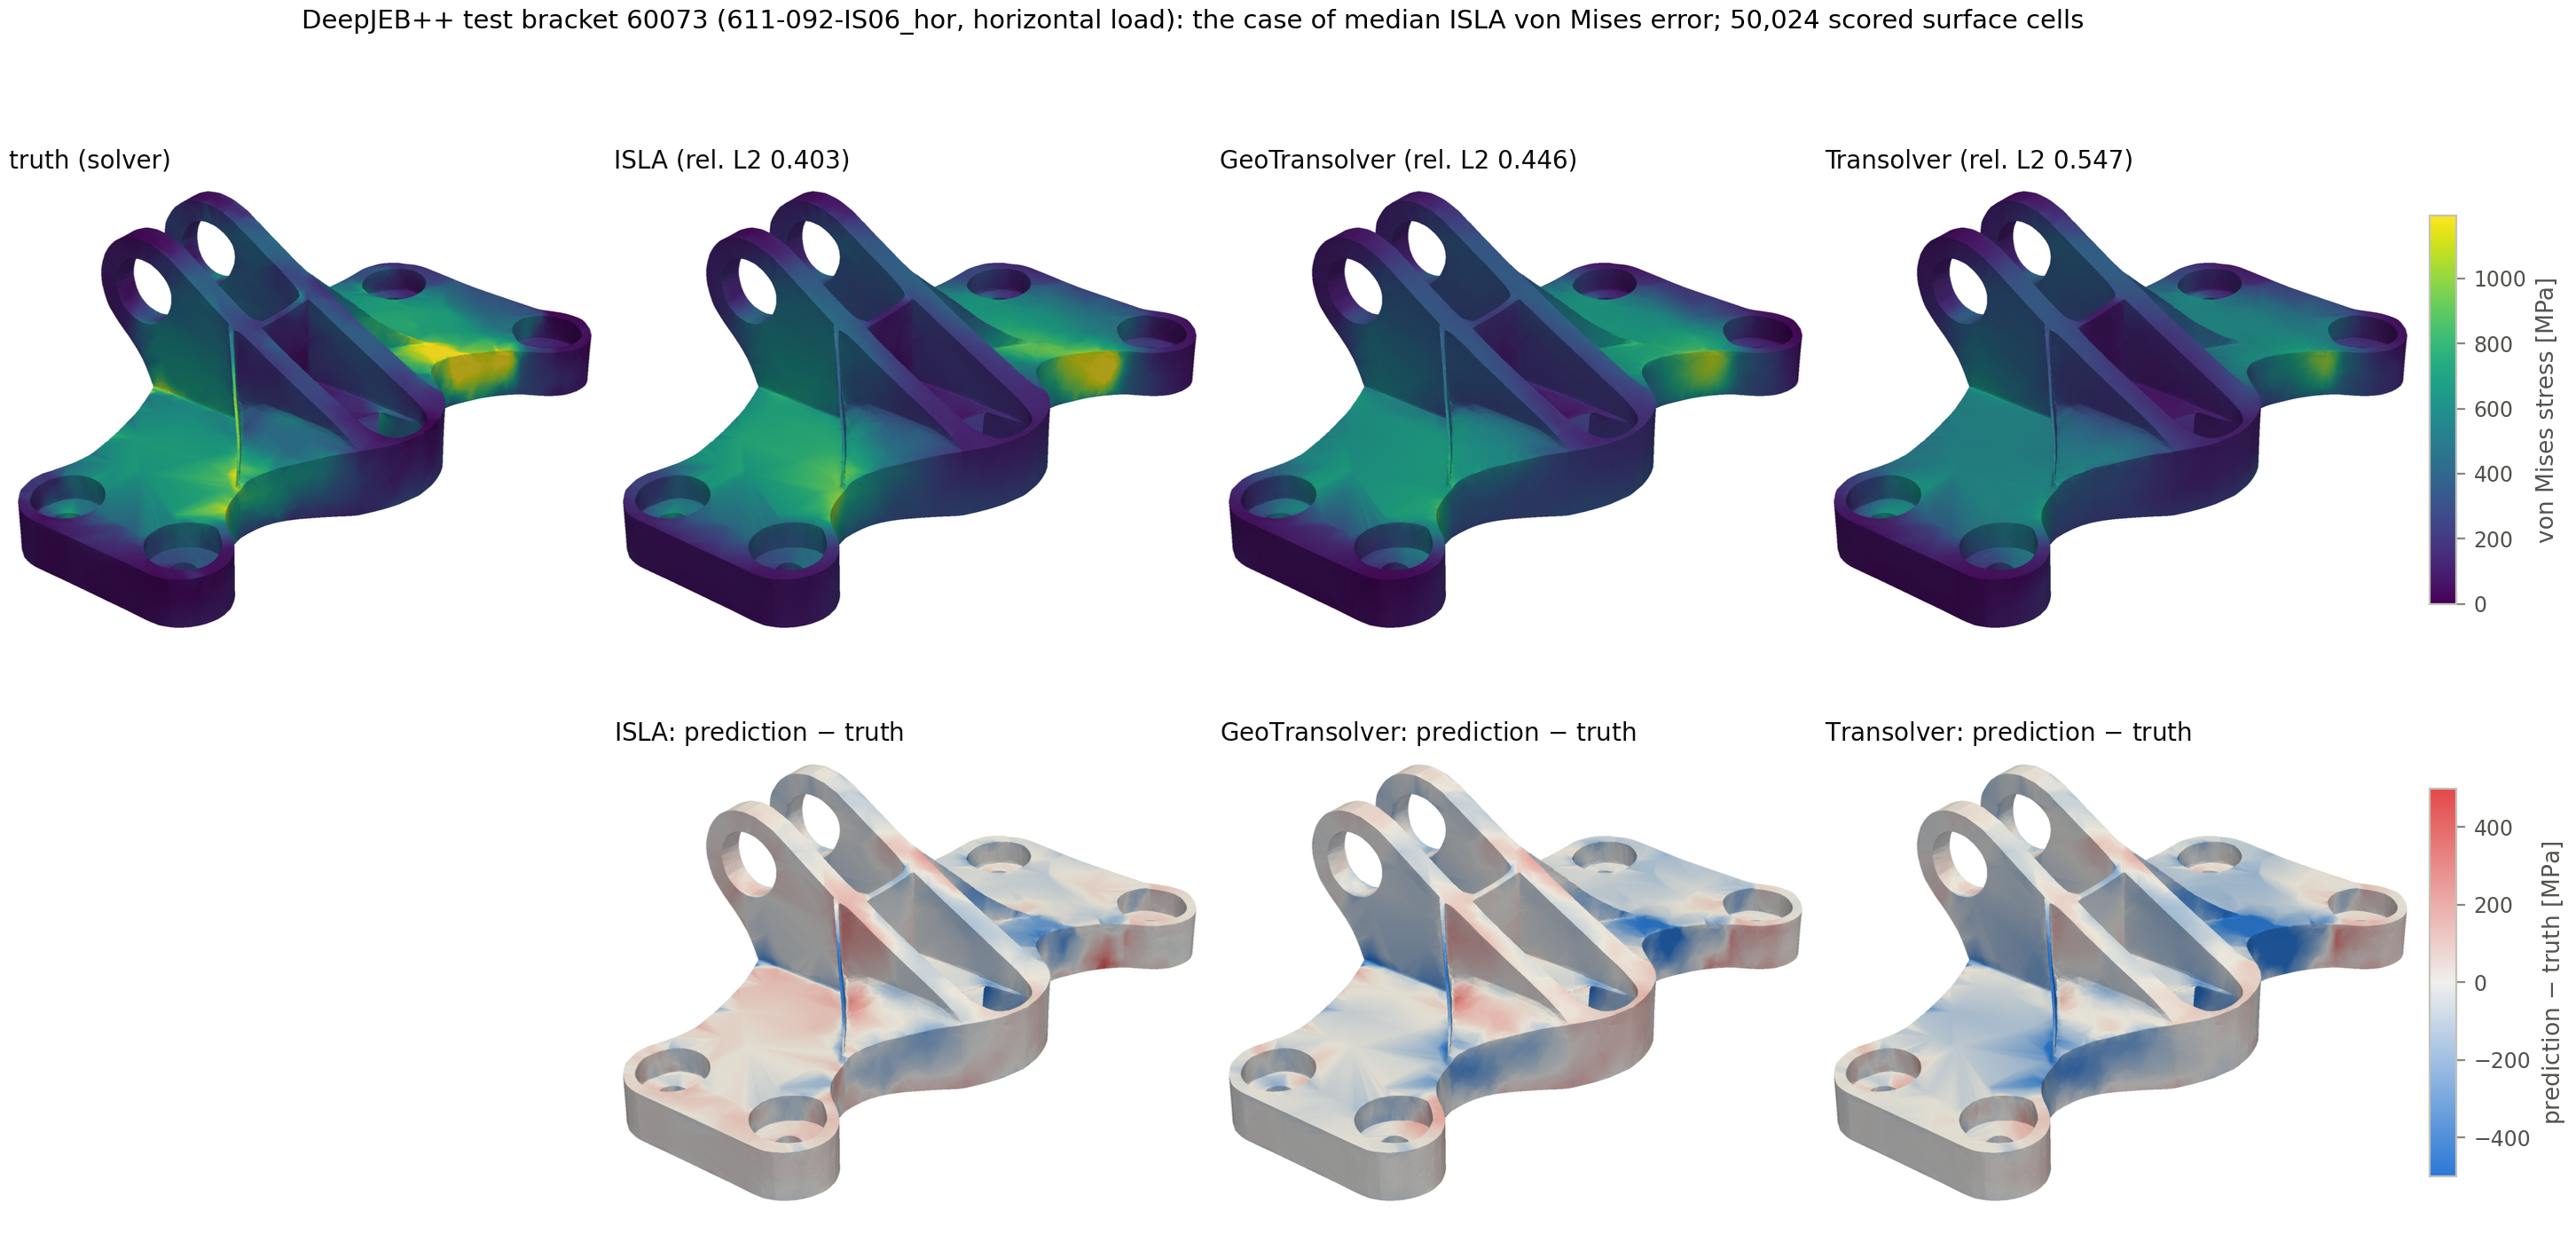 DeepJEB++ test bracket 60073 (611-092-IS06_hor, horizontal load): the case of median ISLA von Mises error; 50,024 scored surface cells
truth (solver)
ISLA (rel. L2 0.403)
GeoTransolver (rel. L2 0.446)
Transolver (rel. L2 0.547)
1000
800
600
400
200
0
von Mises stress [MPa]
ISLA: prediction − truth
GeoTransolver: prediction − truth
Transolver: prediction − truth
400
200
0
−200
−400
prediction − truth [MPa]